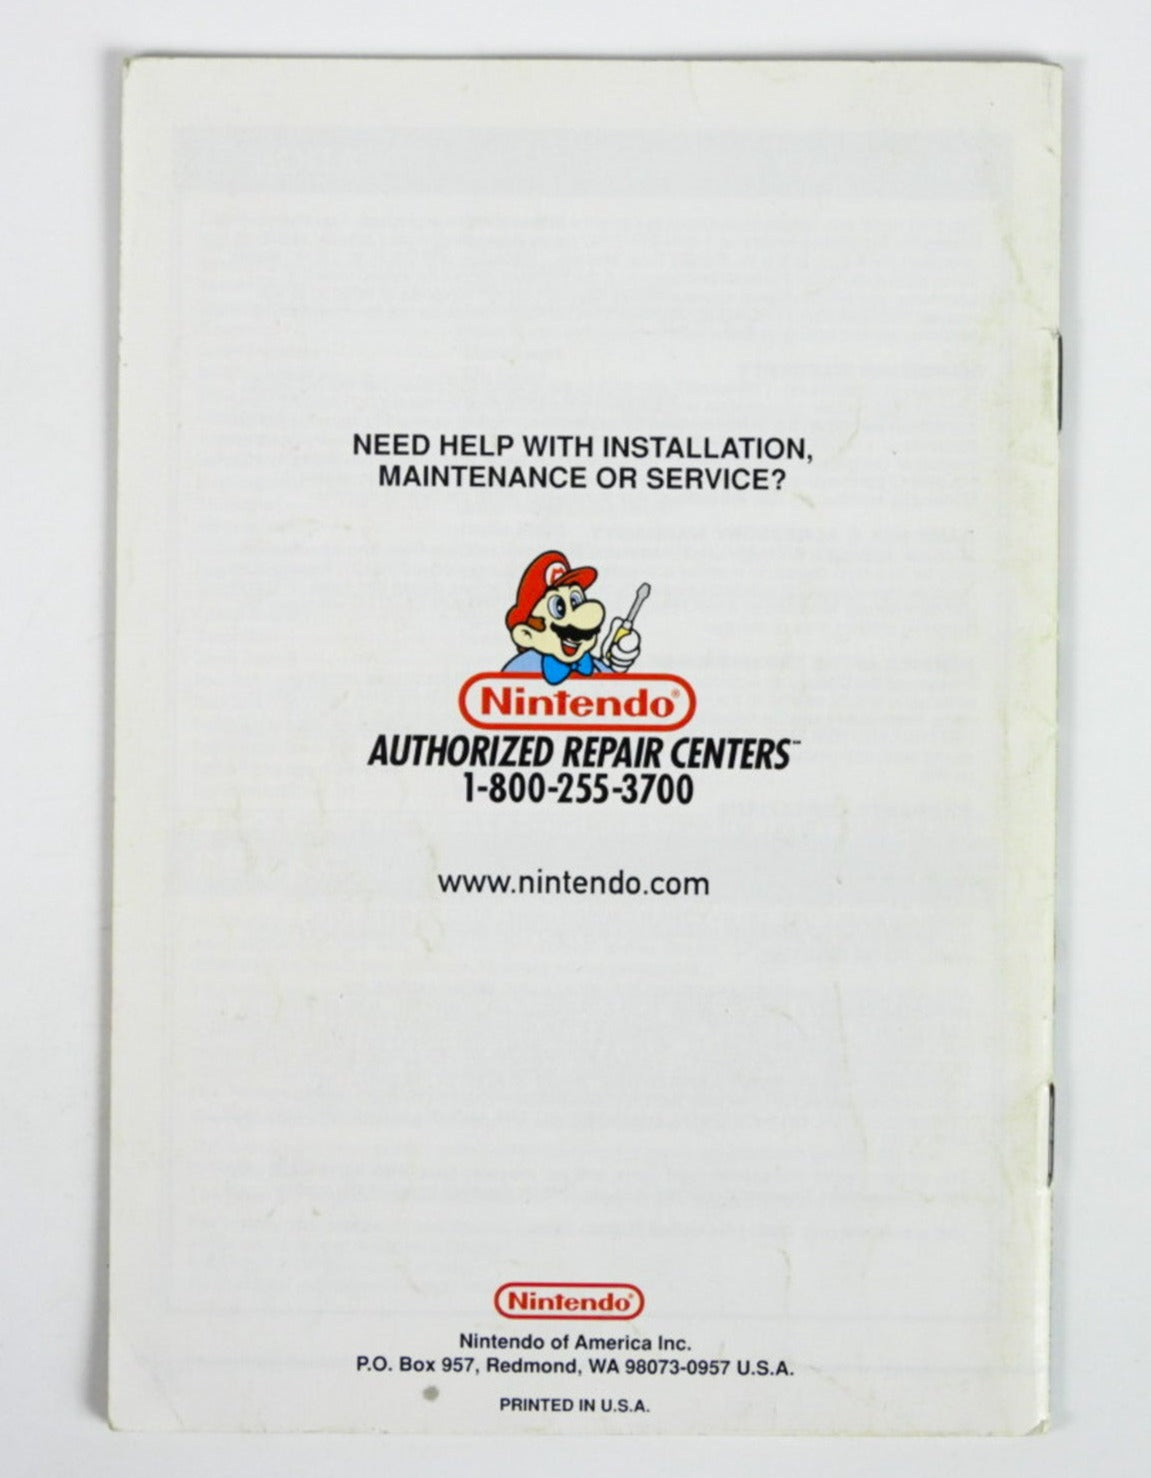 NEED HELP WITH INSTALLATION,
MAINTENANCE OR SERVICE?
M
Nintendo®
AUTHORIZED REPAIR CENTERS℠
1-800-255-3700
www.nintendo.com
Nintendo®
Nintendo of America Inc.
P.O. Box 957, Redmond, WA 98073-0957 U.S.A.
PRINTED IN U.S.A.